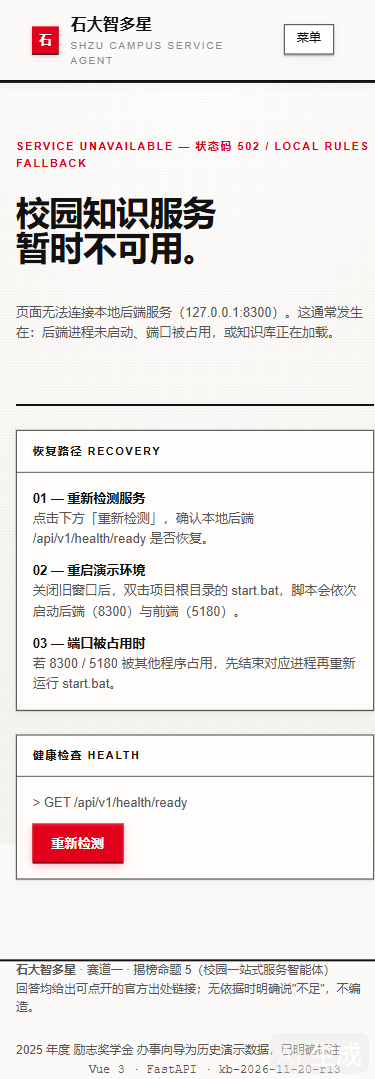 石
石大智多星
SHZU CAMPUS SERVICE
AGENT
菜单
SERVICE UNAVAILABLE — 状态码 502 / LOCAL RULES
FALLBACK
校园知识服务
暂时不可用。
页面无法连接本地后端服务（127.0.0.1:8300）。这通常发生
在：后端进程未启动、端口被占用，或知识库正在加载。
恢复路径 RECOVERY
01 — 重新检测服务
点击下方「重新检测」，确认本地后端
/api/v1/health/ready 是否恢复。
02 — 重启演示环境
关闭旧窗口后，双击项目根目录的 start.bat，脚本会依次
启动后端（8300）与前端（5180）。
03 — 端口被占用时
若 8300 / 5180 被其他程序占用，先结束对应进程再重新
运行 start.bat。
健康检查 HEALTH
> GET /api/v1/health/ready
重新检测
石大智多星 · 赛道一 · 揭榜命题 5（校园一站式服务智能体）
回答均给出可点开的官方出处链接；无依据时明确说"不足"，不编
造。
2025 年度 励志奖学金 办事向导为历史演示数据，已明确标注
Vue 3 · FastAPI · kb-2026-11-20-r13
AI 生成